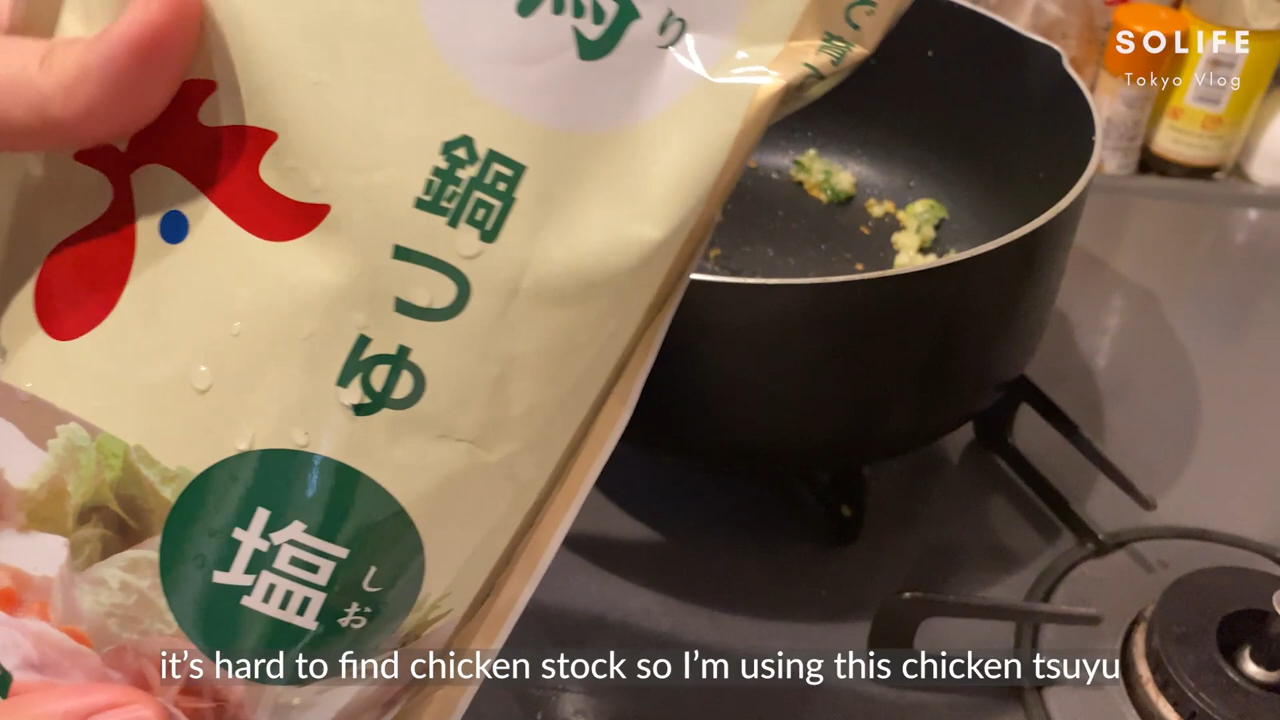 SOLIFE
Tokyo Vlog
り
鍋つゆ
塩
しお
it's hard to find chicken stock so I'm using this chicken tsuyu